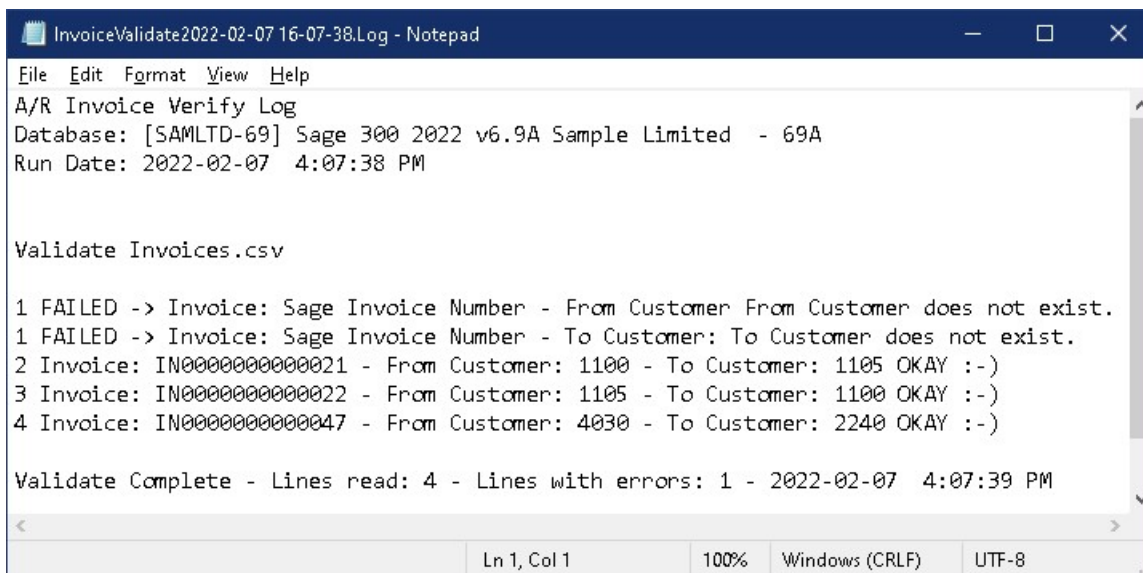 InvoiceValidate2022-02-07 16-07-38.Log - Notepad
File Edit Format View Help
A/R Invoice Verify Log
Database: [SAMLTD-69] Sage 300 2022 v6.9A Sample Limited  - 69A
Run Date: 2022-02-07  4:07:38 PM
Validate Invoices.csv
1 FAILED -> Invoice: Sage Invoice Number - From Customer From Customer does not exist.
1 FAILED -> Invoice: Sage Invoice Number - To Customer: To Customer does not exist.
2 Invoice: IN0000000000021 - From Customer: 1100 - To Customer: 1105 OKAY :-)
3 Invoice: IN0000000000022 - From Customer: 1105 - To Customer: 1100 OKAY :-)
4 Invoice: IN0000000000047 - From Customer: 4030 - To Customer: 2240 OKAY :-)
Validate Complete - Lines read: 4 - Lines with errors: 1 - 2022-02-07  4:07:39 PM
Ln 1, Col 1 100% Windows (CRLF) UTF-8